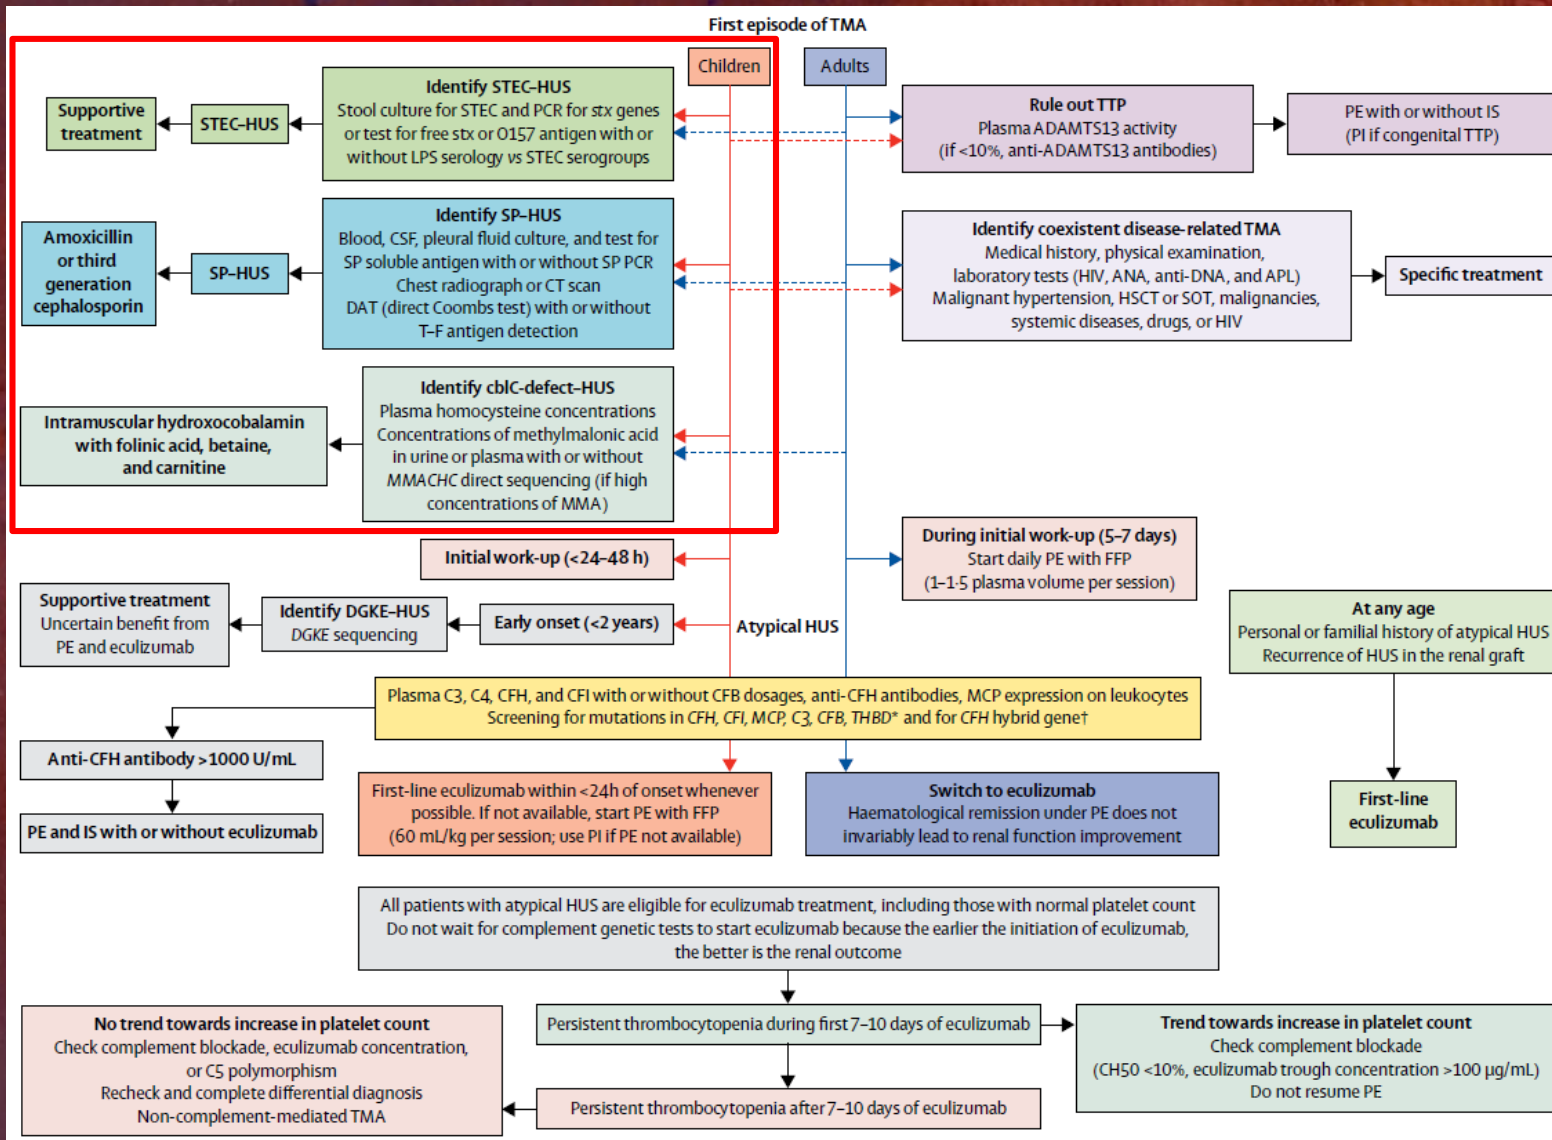 First episode of TMA
Children
Adults
Identify STEC–HUS
Stool culture for STEC and PCR for stx genes
or test for free stx or O157 antigen with or
without LPS serology vs STEC serogroups
STEC–HUS
Supportive
treatment
Rule out TTP
Plasma ADAMTS13 activity
(if <10%, anti-ADAMTS13 antibodies)
PE with or without IS
(PI if congenital TTP)
Identify SP–HUS
Blood, CSF, pleural fluid culture, and test for
SP soluble antigen with or without SP PCR
Chest radiograph or CT scan
DAT (direct Coombs test) with or without
T–F antigen detection
SP–HUS
Amoxicillin
or third
generation
cephalosporin
Identify coexistent disease-related TMA
Medical history, physical examination,
laboratory tests (HIV, ANA, anti-DNA, and APL)
Malignant hypertension, HSCT or SOT, malignancies,
systemic diseases, drugs, or HIV
Specific treatment
Identify cblC-defect–HUS
Plasma homocysteine concentrations
Concentrations of methylmalonic acid
in urine or plasma with or without
MMACHC direct sequencing (if high
concentrations of MMA)
Intramuscular hydroxocobalamin
with folinic acid, betaine,
and carnitine
Initial work-up (<24–48 h)
During initial work-up (5–7 days)
Start daily PE with FFP
(1–1·5 plasma volume per session)
Early onset (<2 years)
Identify DGKE–HUS
DGKE sequencing
Supportive treatment
Uncertain benefit from
PE and eculizumab
Atypical HUS
At any age
Personal or familial history of atypical HUS
Recurrence of HUS in the renal graft
First-line
eculizumab
Plasma C3, C4, CFH, and CFI with or without CFB dosages, anti-CFH antibodies, MCP expression on leukocytes
Screening for mutations in CFH, CFI, MCP, C3, CFB, THBD* and for CFH hybrid gene†
Anti-CFH antibody >1000 U/mL
PE and IS with or without eculizumab
First-line eculizumab within <24h of onset whenever
possible. If not available, start PE with FFP
(60 mL/kg per session; use PI if PE not available)
Switch to eculizumab
Haematological remission under PE does not
invariably lead to renal function improvement
All patients with atypical HUS are eligible for eculizumab treatment, including those with normal platelet count
Do not wait for complement genetic tests to start eculizumab because the earlier the initiation of eculizumab,
the better is the renal outcome
Persistent thrombocytopenia during first 7–10 days of eculizumab
Trend towards increase in platelet count
Check complement blockade
(CH50 <10%, eculizumab trough concentration >100 µg/mL)
Do not resume PE
Persistent thrombocytopenia after 7–10 days of eculizumab
No trend towards increase in platelet count
Check complement blockade, eculizumab concentration,
or C5 polymorphism
Recheck and complete differential diagnosis
Non-complement-mediated TMA